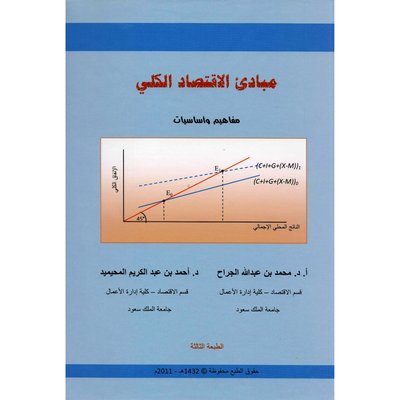 مبادئ الاقتصاد الكلي
مفاهيم واساسيات
الإنفاق الكلي
(C+I+G+(X-M))₁
(C+I+G+(X-M))₀
E₁
E₀
45°
الناتج المحلي الإجمالي
أ. د. محمد بن عبدالله الجراح
قسم الاقتصاد – كلية إدارة الأعمال
جامعة الملك سعود
د. أحمد بن عبد الكريم المحيميد
قسم الاقتصاد – كلية إدارة الأعمال
جامعة الملك سعود
الطبعة الثالثة
حقوق الطبع محفوظة © 1432هـ - 2011م